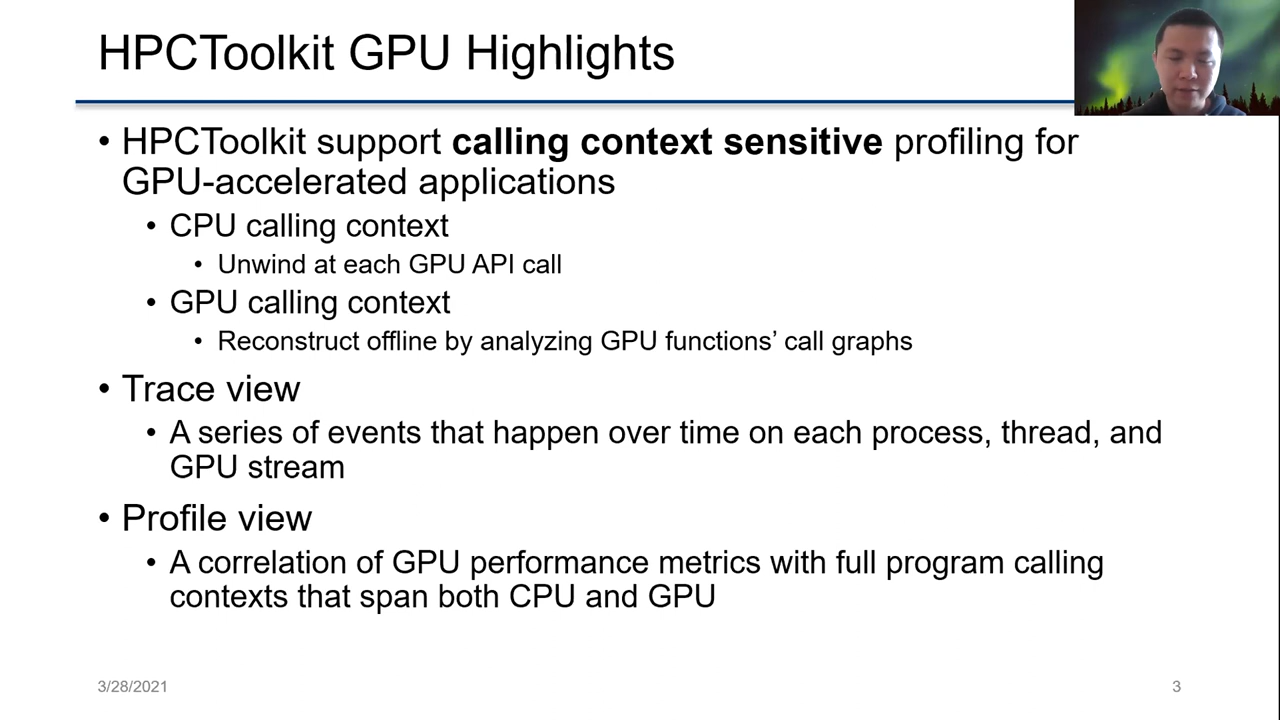 HPCToolkit GPU Highlights
• HPCToolkit support calling context sensitive profiling for
GPU-accelerated applications
• CPU calling context
• Unwind at each GPU API call
• GPU calling context
• Reconstruct offline by analyzing GPU functions’ call graphs
• Trace view
• A series of events that happen over time on each process, thread, and
GPU stream
• Profile view
• A correlation of GPU performance metrics with full program calling
contexts that span both CPU and GPU
3/28/2021
3